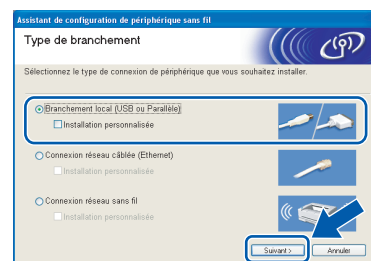 Assistant de configuration de périphérique sans fil
Type de branchement
Sélectionnez le type de connexion de périphérique que vous souhaitez installer.
Branchement local (USB ou Parallèle)
Installation personnalisée
Connexion réseau câblée (Ethernet)
Installation personnalisée
Connexion réseau sans fil
Installation personnalisée
Suivant >
Annuler